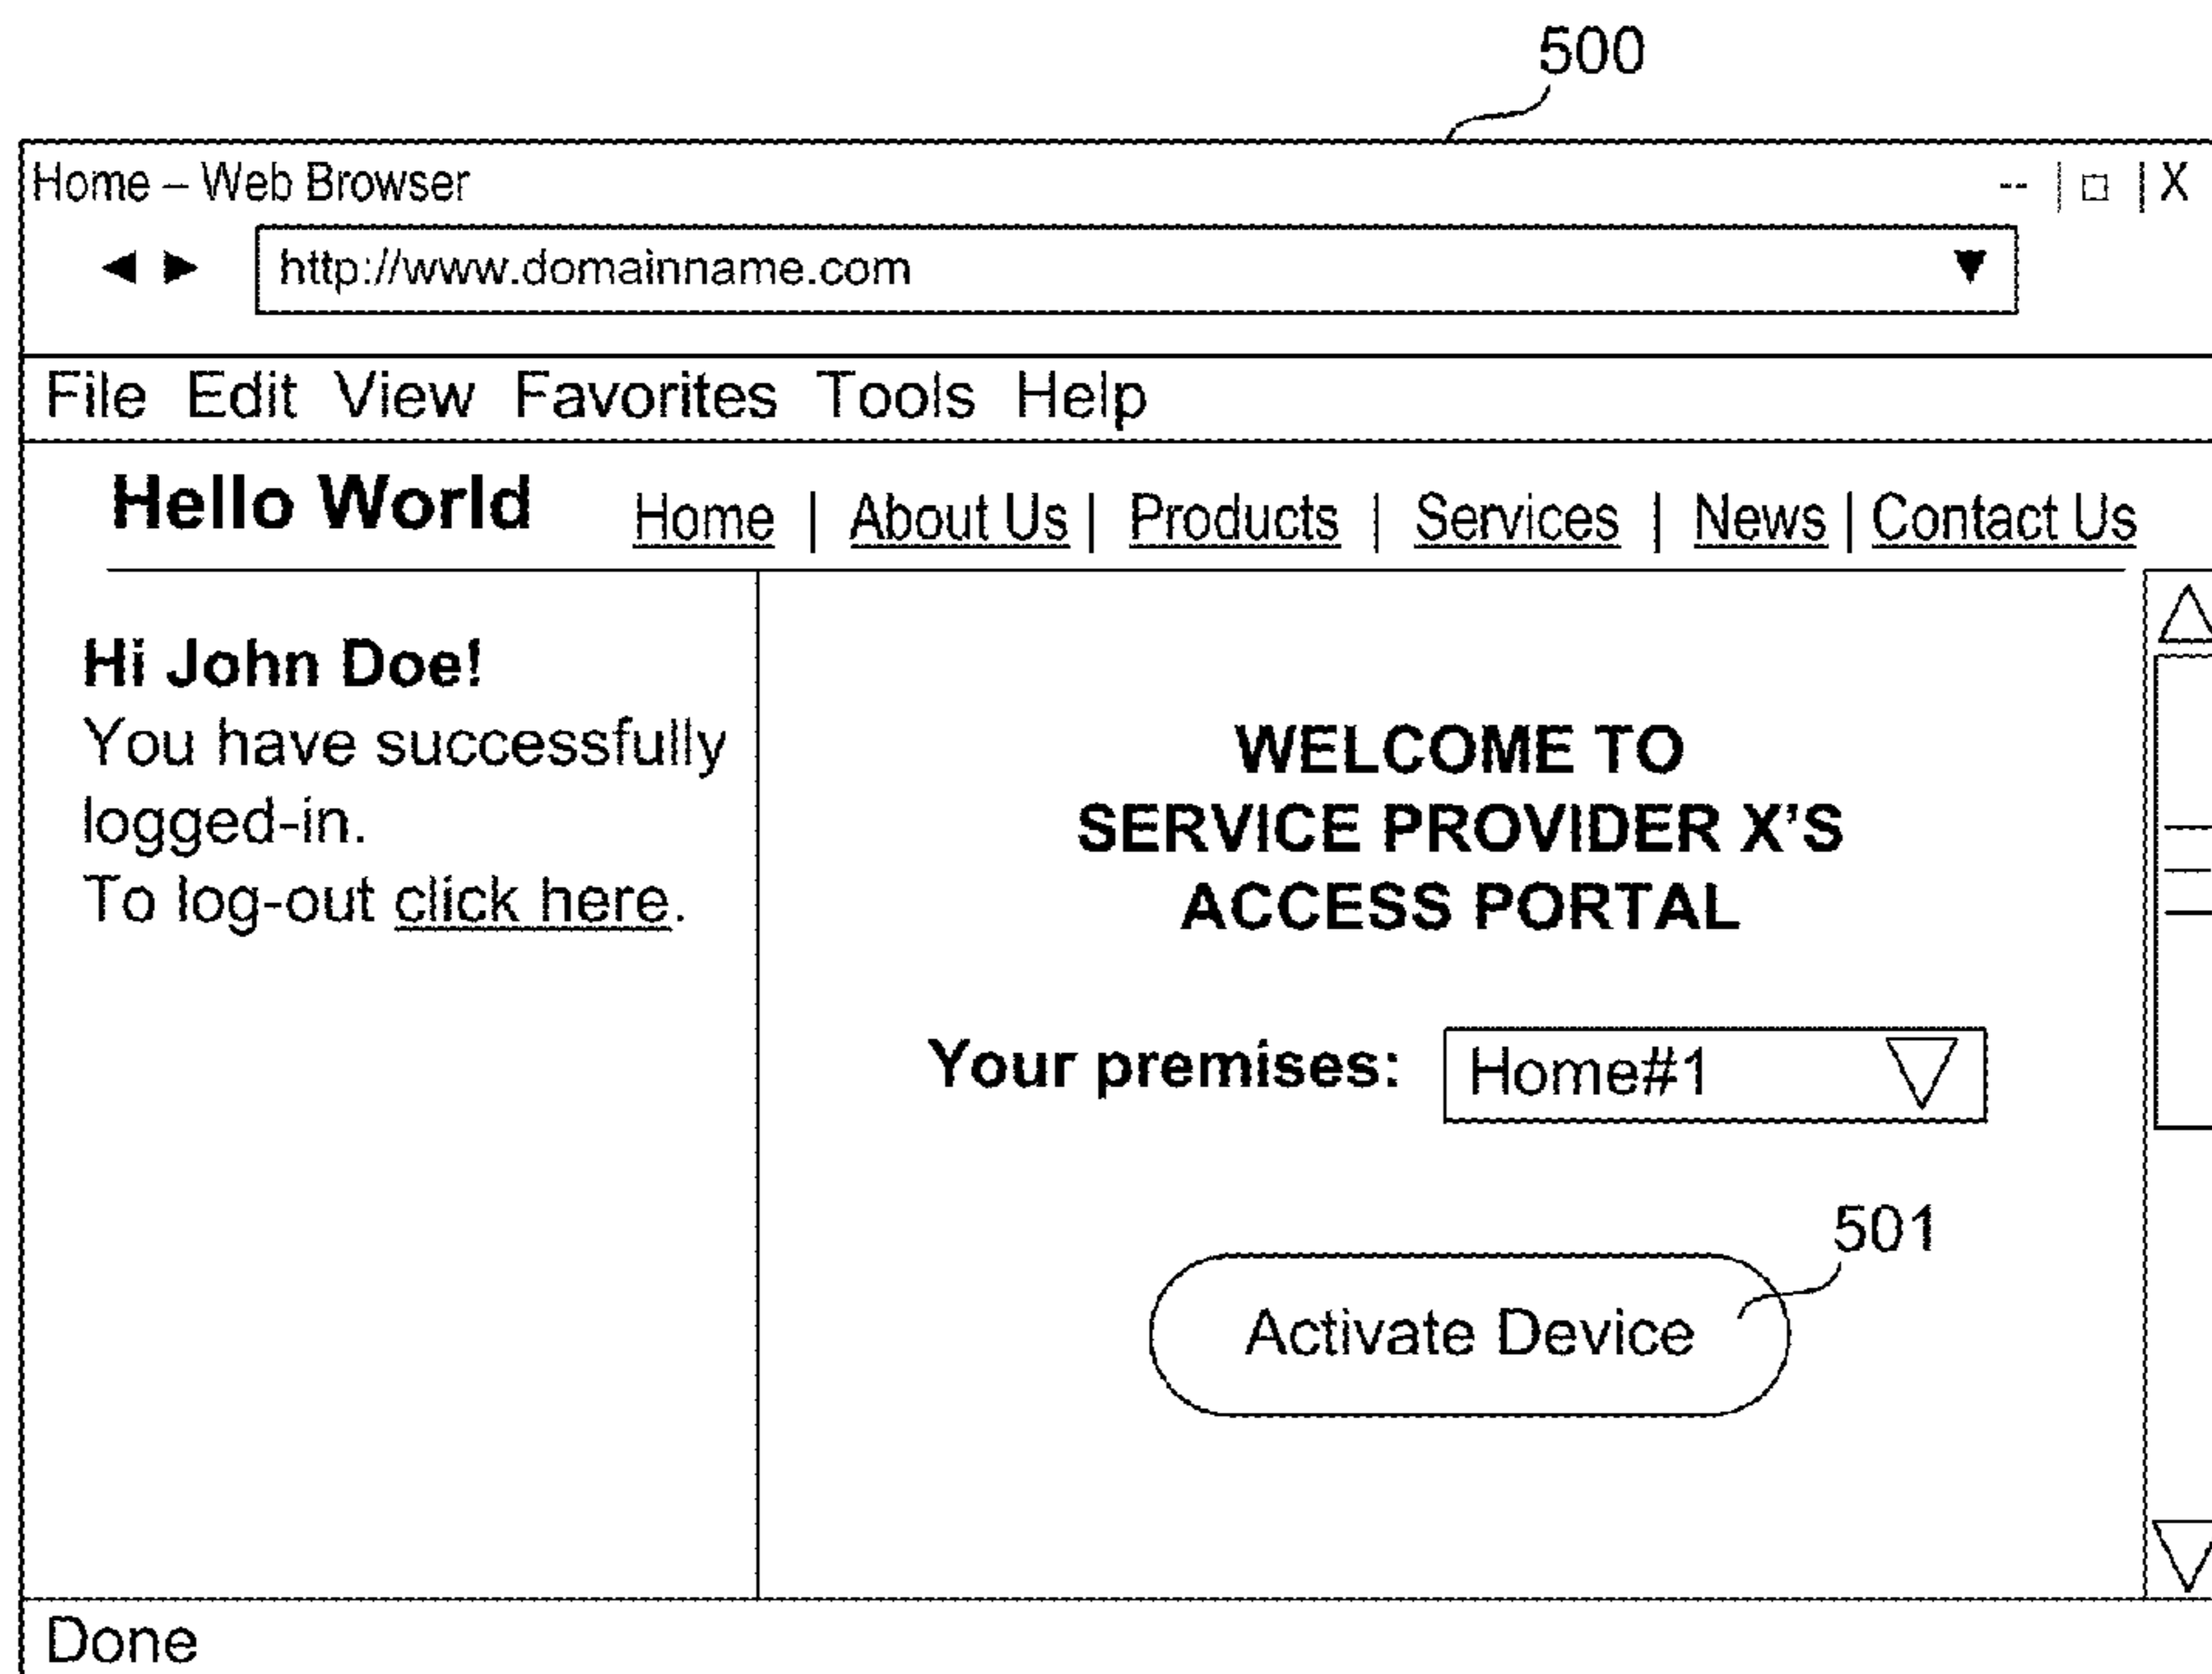 500
Home – Web Browser -- | □ | X
http://www.domainname.com
File Edit View Favorites Tools Help
Hello World Home | About Us | Products | Services | News | Contact Us
Hi John Doe!
You have successfully
logged-in.
To log-out click here.
WELCOME TO
SERVICE PROVIDER X'S
ACCESS PORTAL
Your premises: Home#1
501
Activate Device
Done